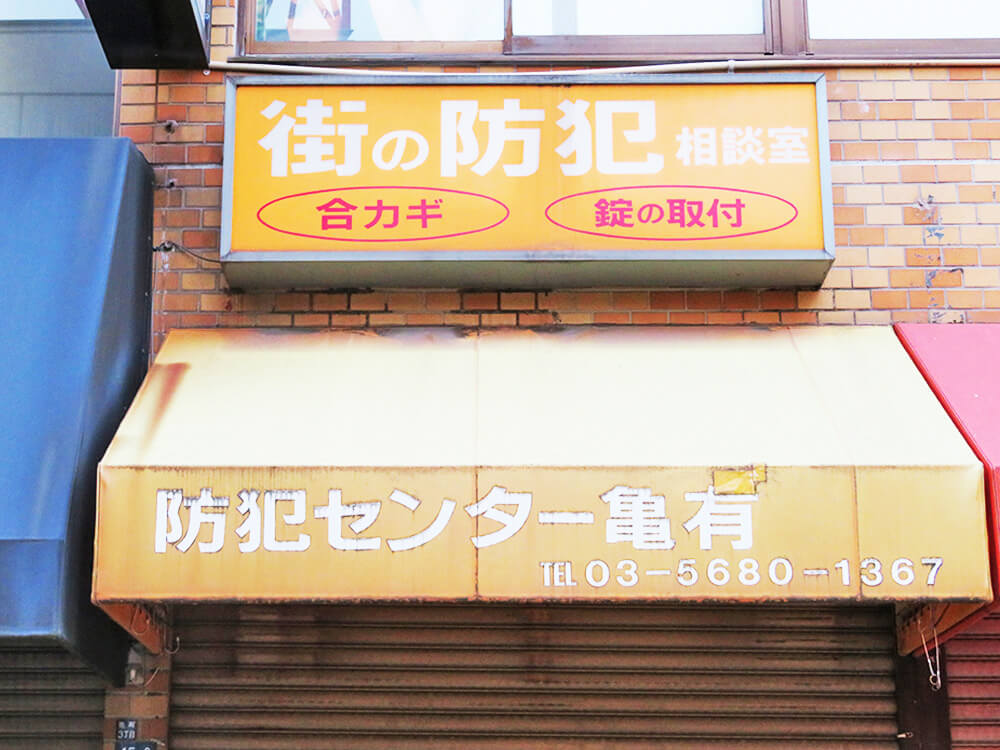 街の防犯 相談室
合カギ 錠の取付
防犯センター亀有
TEL 03-5680-1367